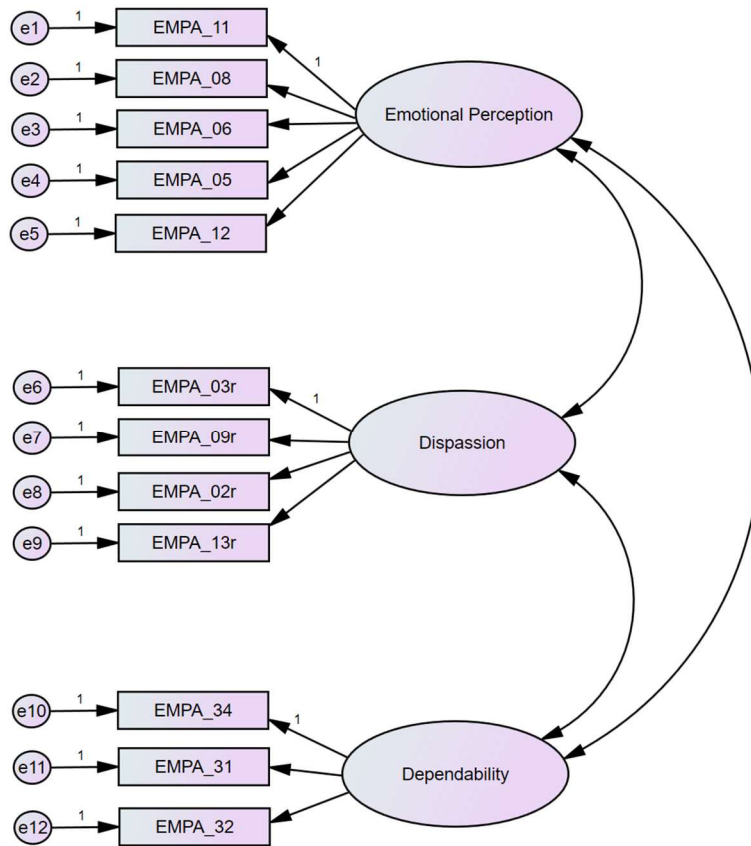 e1 1 EMPA_11
e2 1 EMPA_08
e3 1 EMPA_06
e4 1 EMPA_05
e5 1 EMPA_12
1
Emotional Perception
e6 1 EMPA_03r
e7 1 EMPA_09r
e8 1 EMPA_02r
e9 1 EMPA_13r
1
Dispassion
e10 1 EMPA_34
e11 1 EMPA_31
e12 1 EMPA_32
1
Dependability